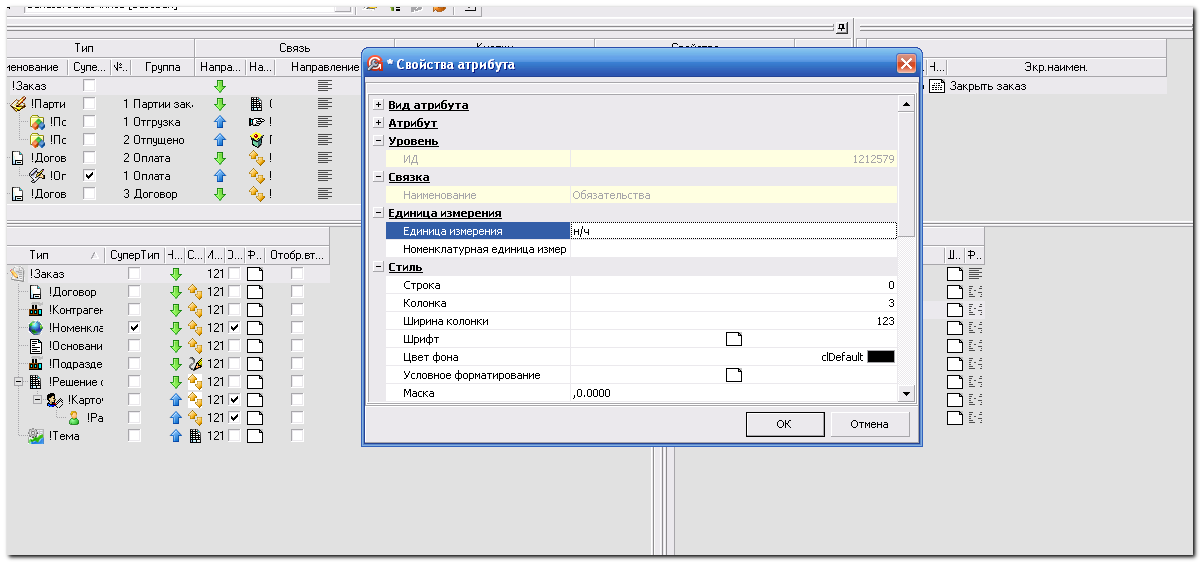 Тип Связь
менование Супе... №... Группа Напра... На... Направление Н... Экр.наимен.
!Заказ Закрыть заказ
!Парти 1 Партии зак
!Пс 1 Отгрузка !
!Пс 2 Отпущено
!Догов 2 Оплата !
!Ог 1 Оплата !
!Догов 3 Договор !
* Свойства атрибута
+ Вид атрибута
+ Атрибут
- Уровень
ИД 1212579
- Связка
Наименование Обязательства
- Единица измерения
Единица измерения н/ч
Номенклатурная единица измер
- Стиль
Строка 0
Колонка 3
Ширина колонки 123
Шрифт
Цвет фона clDefault
Условное форматирование
Маска ,0.0000
ОК Отмена
Тип СуперТип Ч... С... И... Э... Ф... Отобр.вт... Ш... Ф...
!Заказ 121
!Договор 121
!Контраген 121
!Номенкла 121
!Основани 121
!Подразде 121
!Решение о 121
!Карточ 121
!Ра 121
!Тема 121